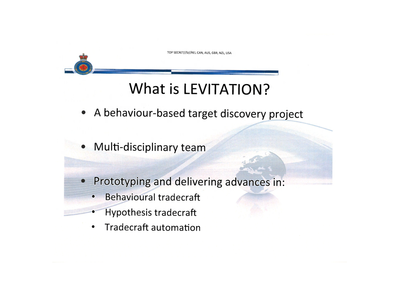 TOP SECRET//SI//REL CAN, AUS, GBR, NZL, USA
What is LEVITATION?
• A behaviour-based target discovery project
• Multi-disciplinary team
• Prototyping and delivering advances in:
• Behavioural tradecraft
• Hypothesis tradecraft
• Tradecraft automation